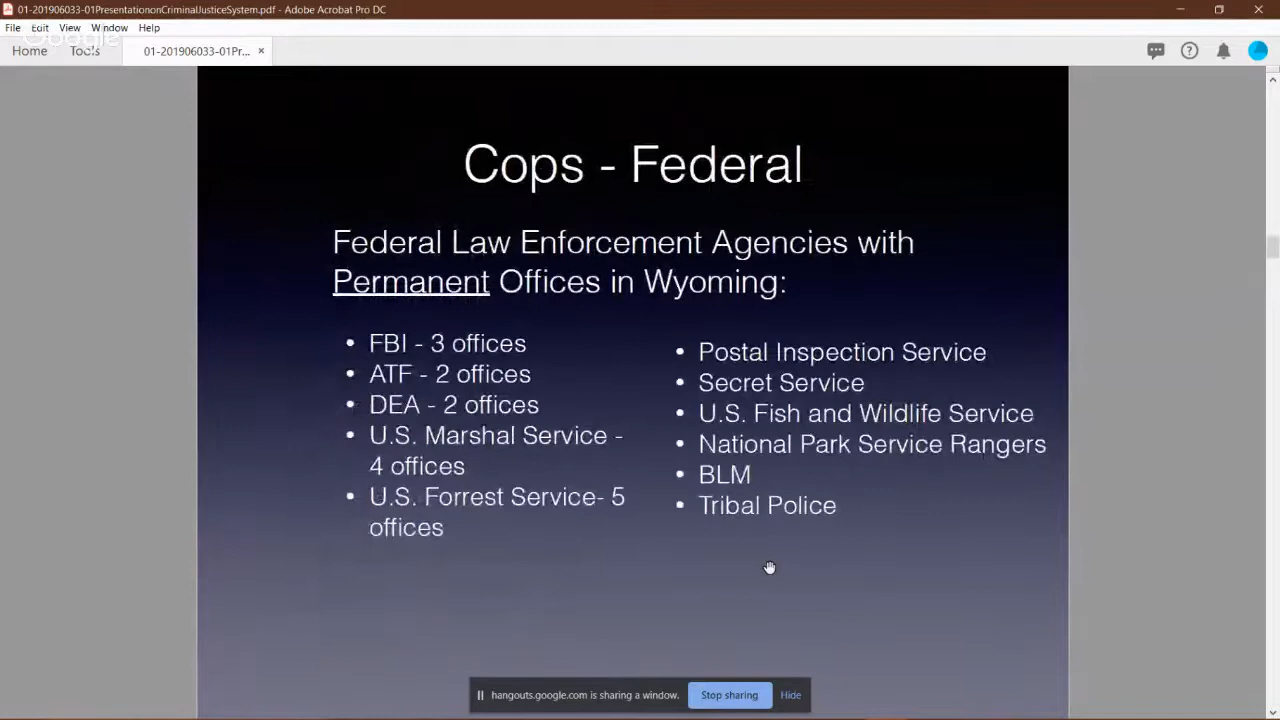 01-201906033-01PresentationonCriminalJusticeSystem.pdf - Adobe Acrobat Pro DC
File Edit View Window Help
Google
Home Tools 01-201906033-01Pr... ×
Cops - Federal
Federal Law Enforcement Agencies with
Permanent Offices in Wyoming:
• FBI - 3 offices
• ATF - 2 offices
• DEA - 2 offices
• U.S. Marshal Service -
4 offices
• U.S. Forrest Service- 5
offices
• Postal Inspection Service
• Secret Service
• U.S. Fish and Wildlife Service
• National Park Service Rangers
• BLM
• Tribal Police
hangouts.google.com is sharing a window. Stop sharing Hide